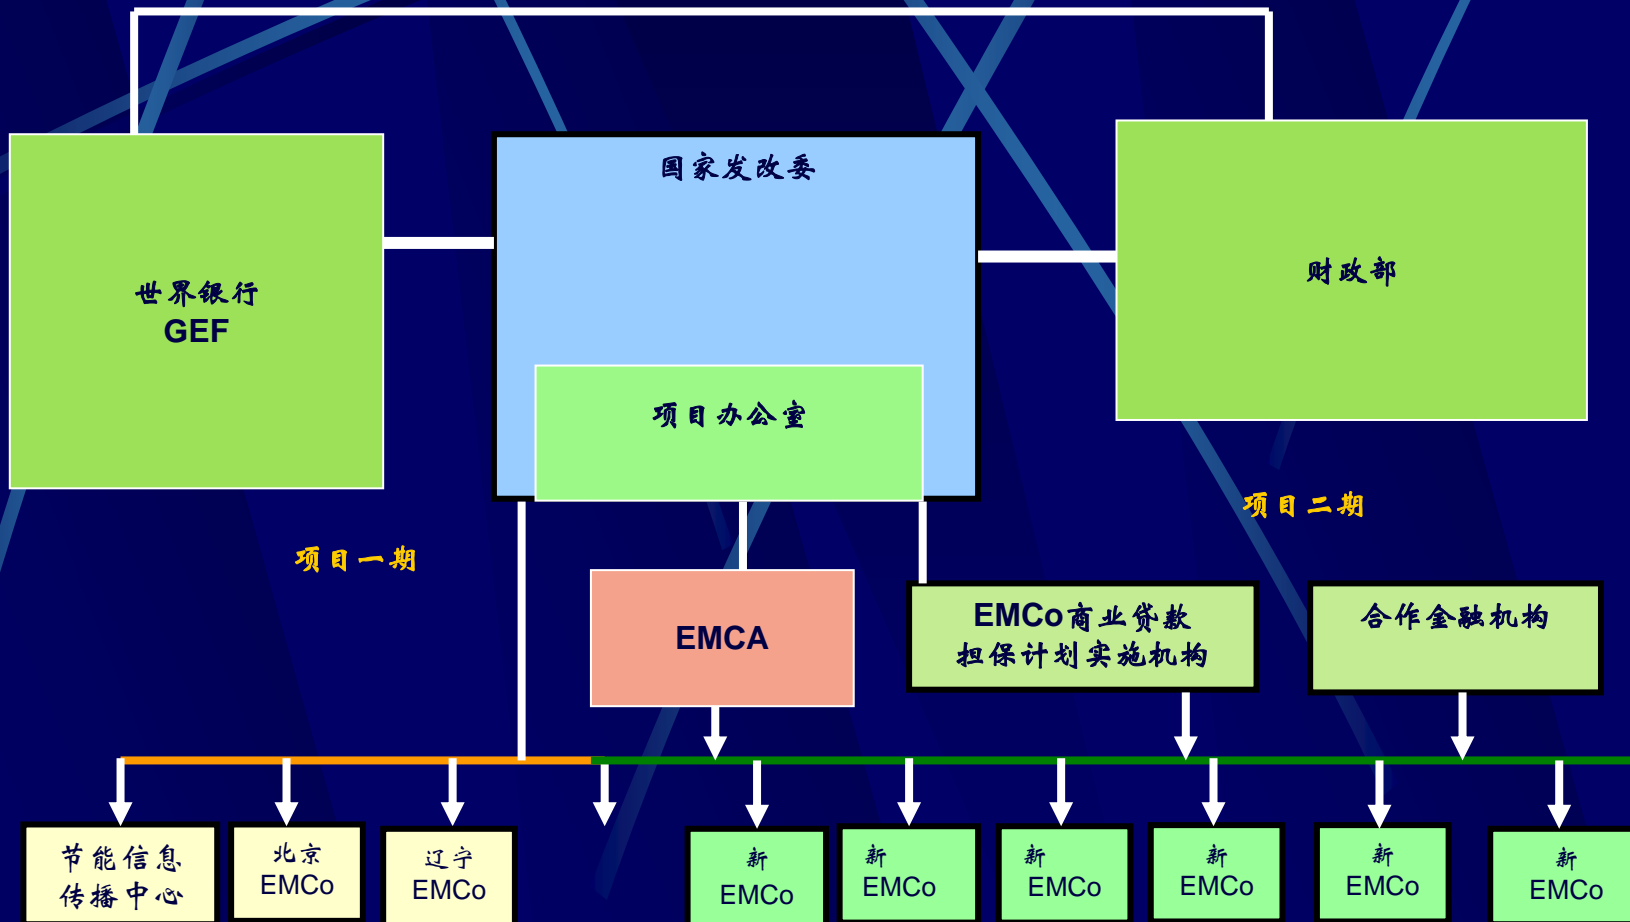 国家发改委
世界银行
GEF
财政部
项目办公室
项目一期
项目二期
EMCA
EMCo商业贷款
担保计划实施机构
合作金融机构
节能信息
传播中心
北京
EMCo
辽宁
EMCo
新
EMCo
新
EMCo
新
EMCo
新
EMCo
新
EMCo
新
EMCo